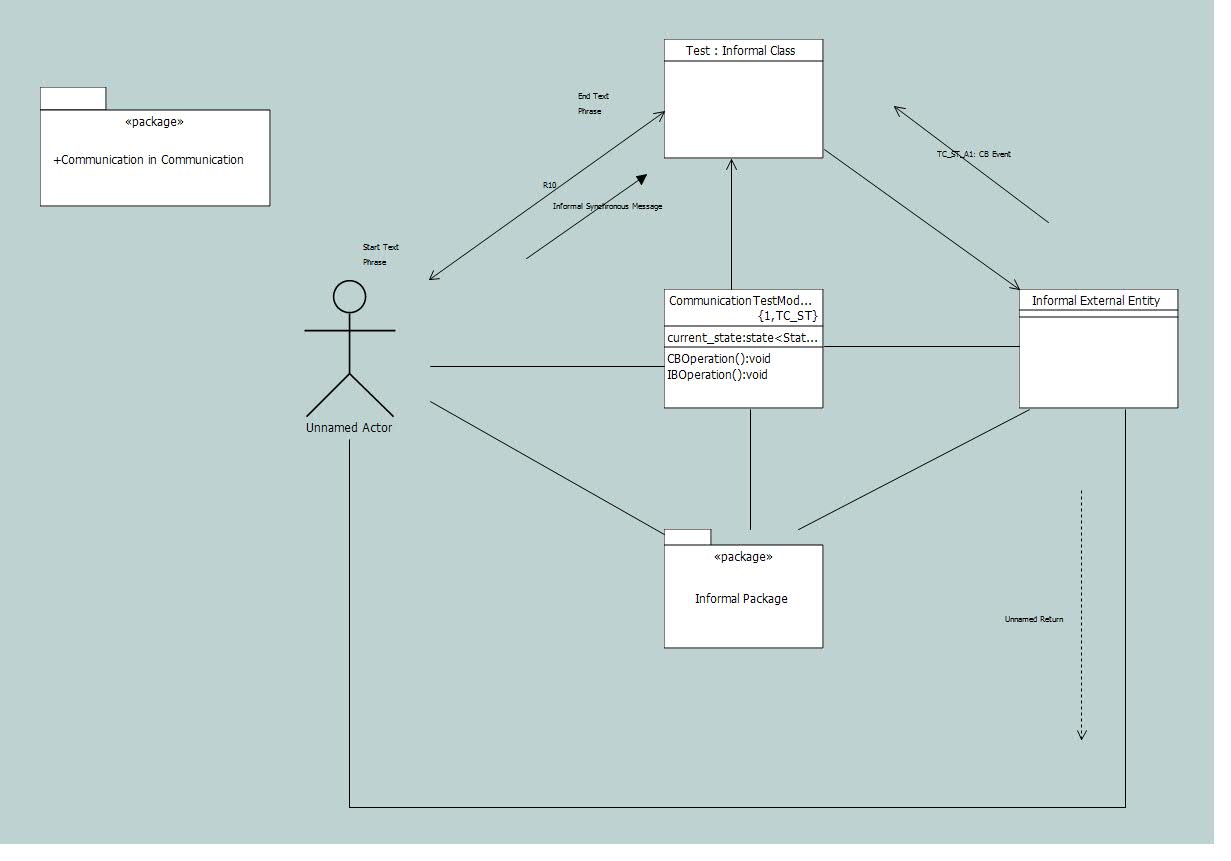 Test : Informal Class
End Text
Phrase
«package»
+Communication in Communication
TC_ST_A1: CB Event
R10
Informal Synchronous Message
Start Text
Phrase
CommunicationTestMod...
{1,TC_ST}
current_state:state<Stat...
CBOperation():void
IBOperation():void
Informal External Entity
Unnamed Actor
«package»
Informal Package
Unnamed Return